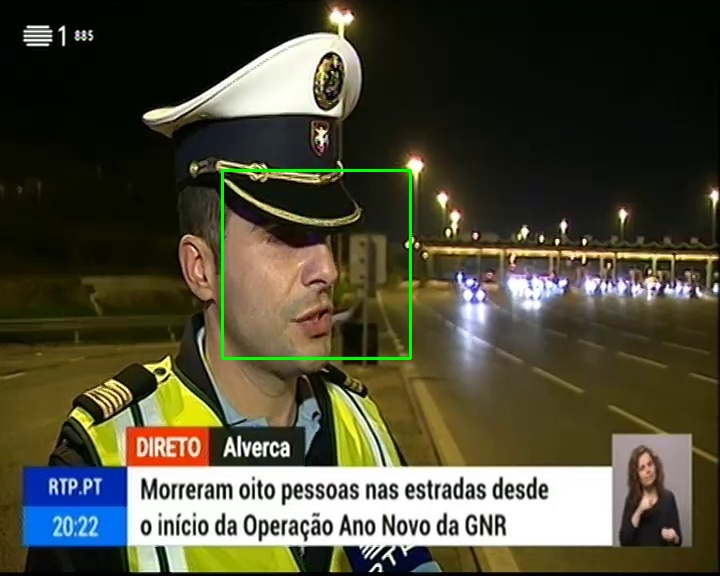 1 885
DIRETO Alverca
RTP.PT
20:22
Morreram oito pessoas nas estradas desde
o início da Operação Ano Novo da GNR
RTP